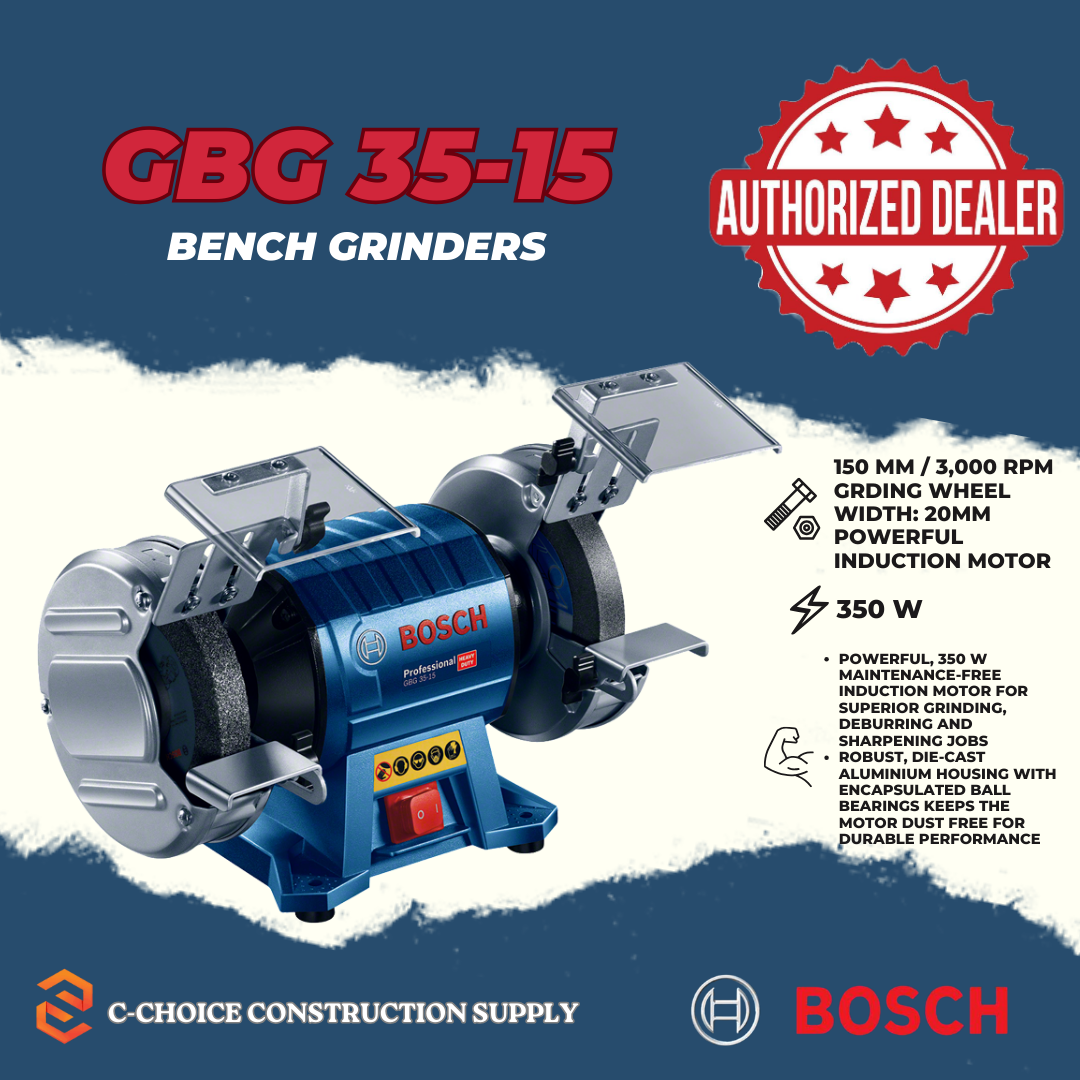 GBG 35-15
BENCH GRINDERS
AUTHORIZED DEALER
150 MM / 3,000 RPM
GRDING WHEEL
WIDTH: 20MM
POWERFUL
INDUCTION MOTOR
350 W
• POWERFUL, 350 W
MAINTENANCE-FREE
INDUCTION MOTOR FOR
SUPERIOR GRINDING,
DEBURRING AND
SHARPENING JOBS
• ROBUST, DIE-CAST
ALUMINIUM HOUSING WITH
ENCAPSULATED BALL
BEARINGS KEEPS THE
MOTOR DUST FREE FOR
DURABLE PERFORMANCE
BOSCH
Professional
HEAVY
DUTY
GBG 35-15
O I
C-CHOICE CONSTRUCTION SUPPLY
BOSCH